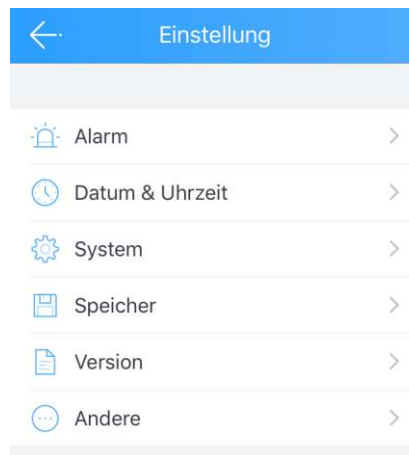 Einstellung
Alarm
Datum & Uhrzeit
System
Speicher
Version
Andere